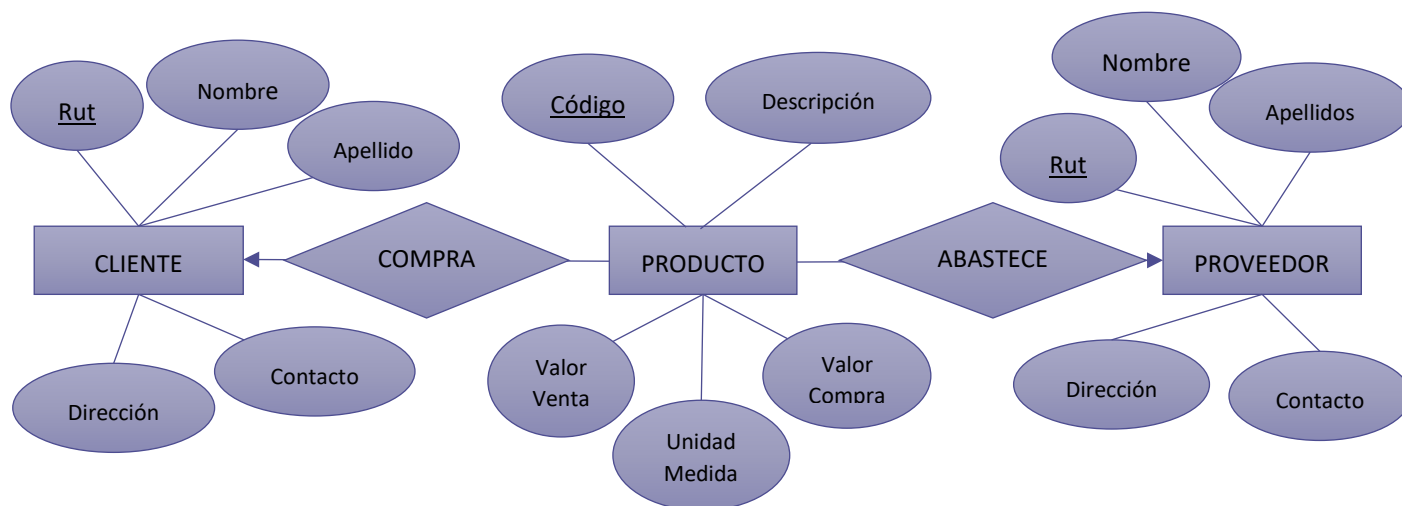 Rut
Nombre
Apellido
Código
Descripción
Nombre
Apellidos
Rut
CLIENTE
COMPRA
PRODUCTO
ABASTECE
PROVEEDOR
Dirección
Contacto
Valor
Venta
Unidad
Medida
Valor
Compra
Dirección
Contacto